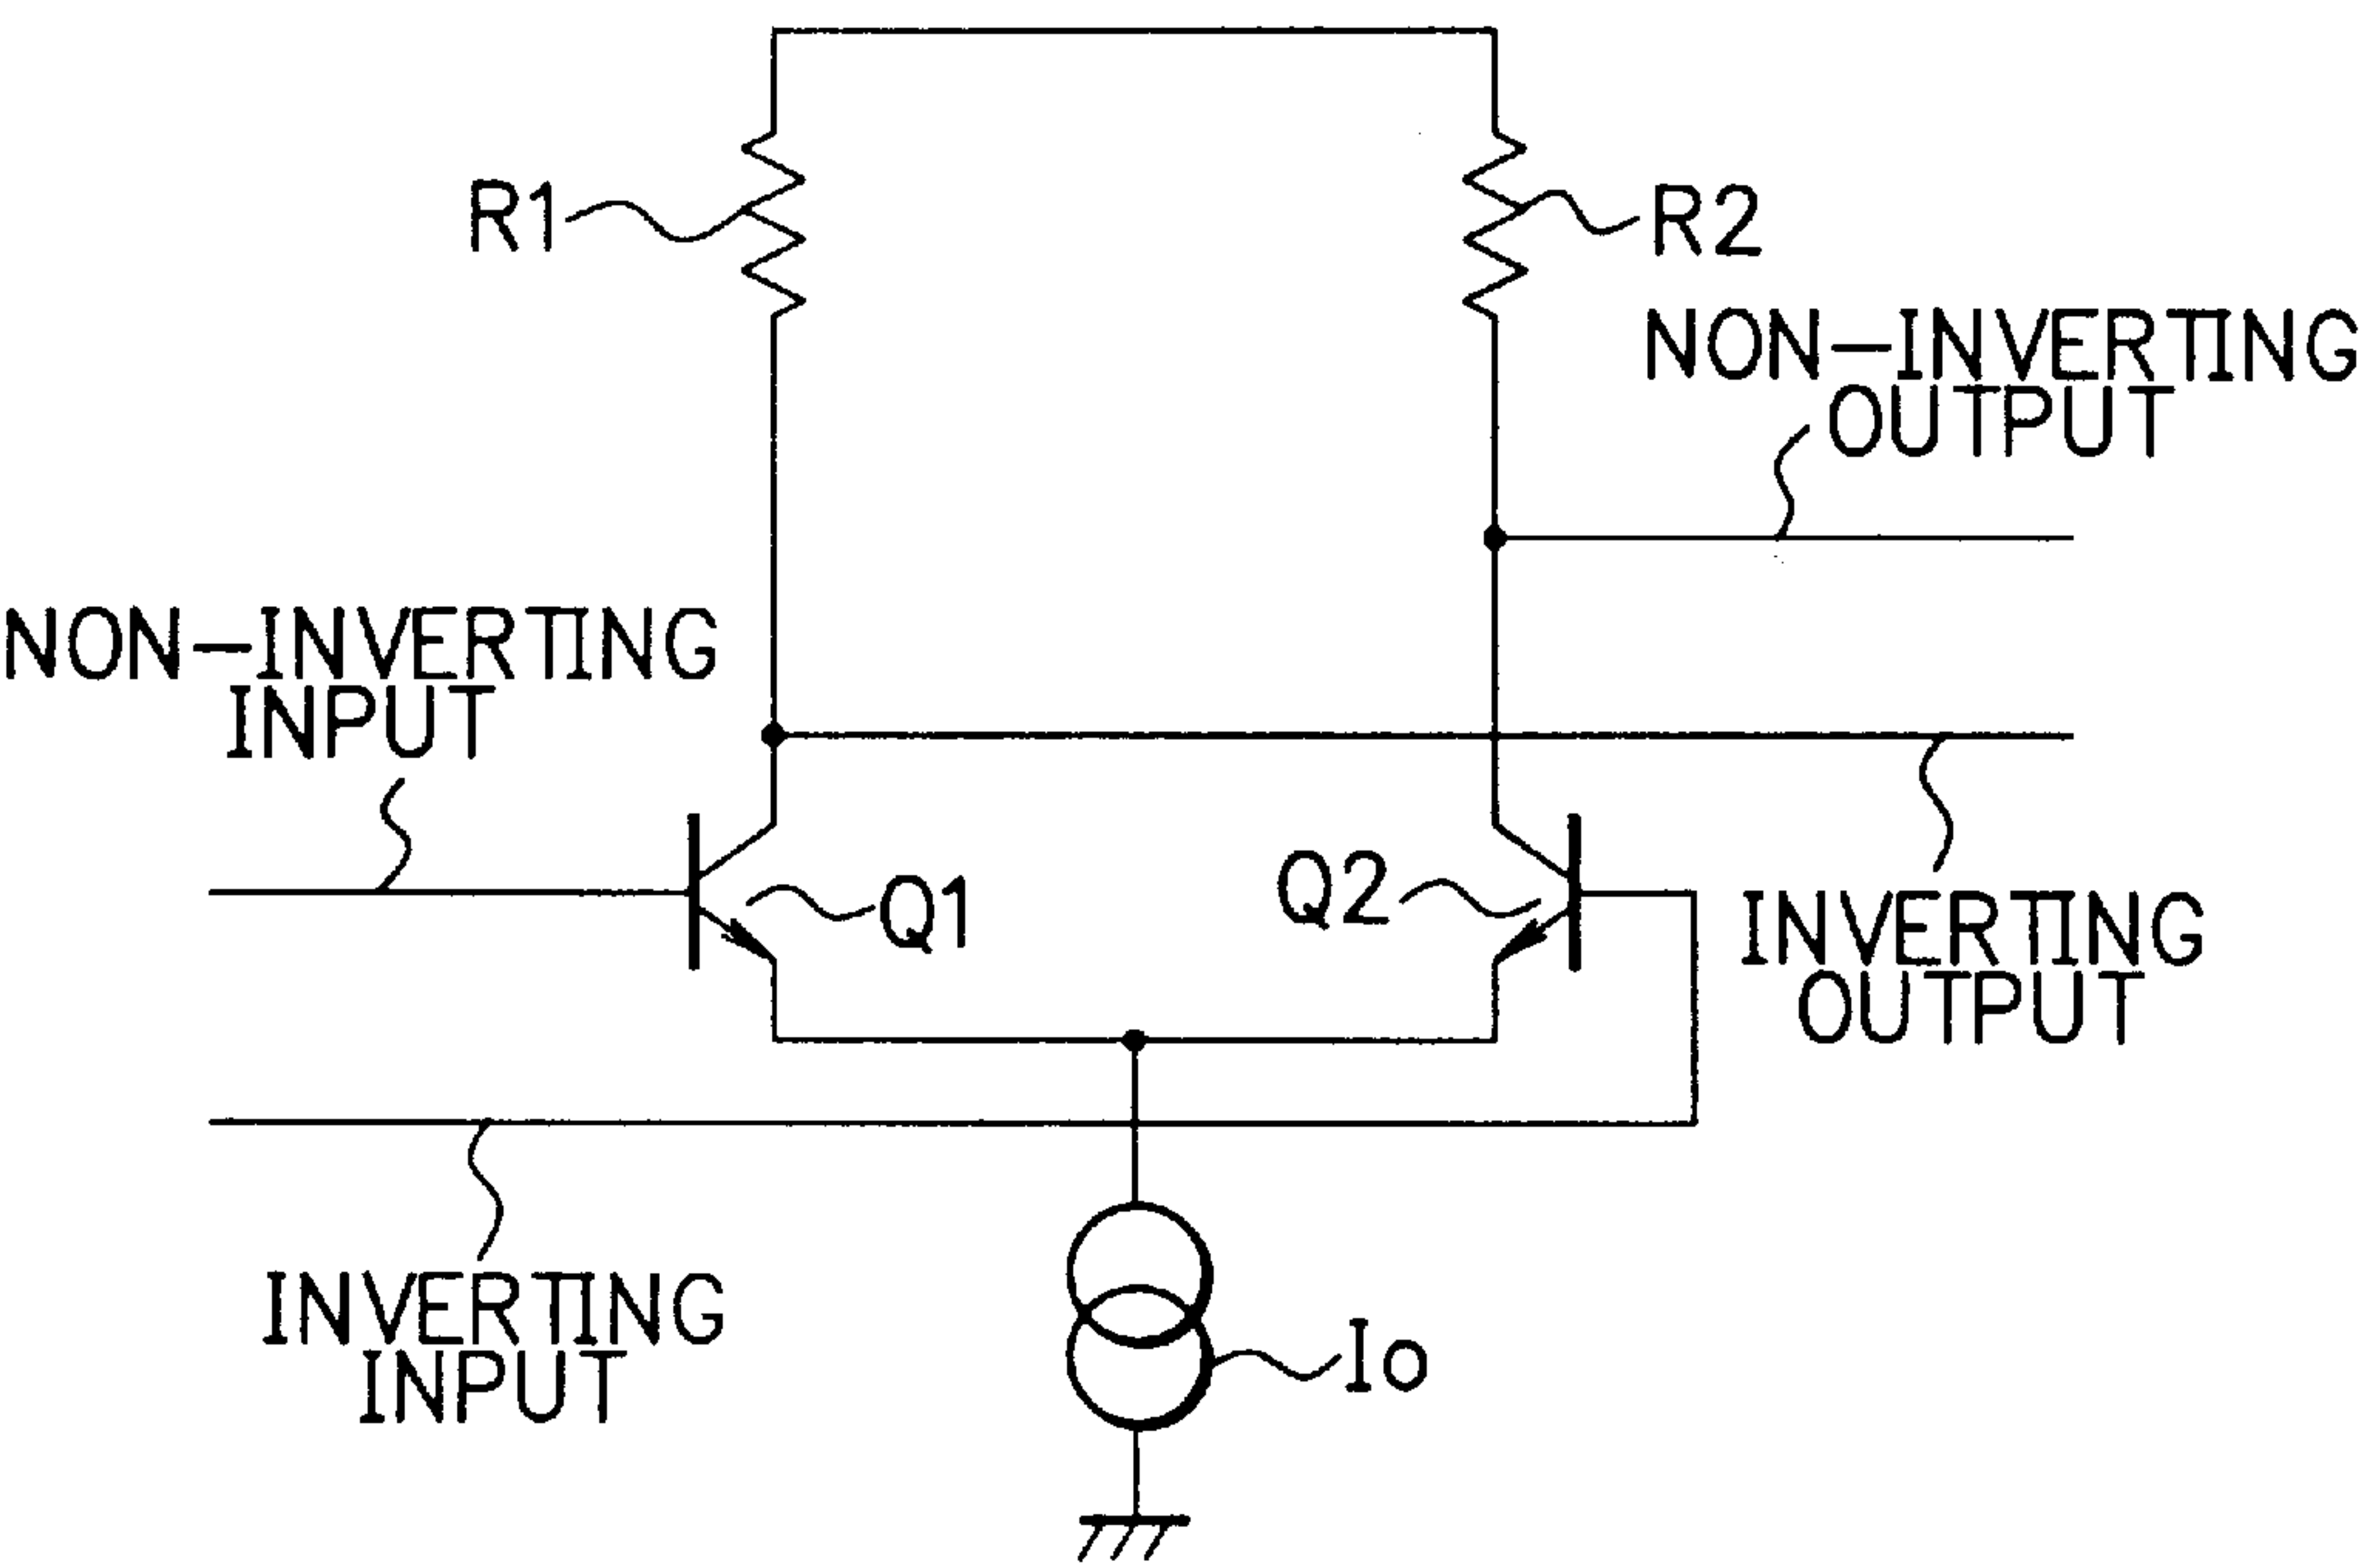 R1
R2
NON-INVERTING
OUTPUT
NON-INVERTING
INPUT
Q1
Q2
INVERTING
OUTPUT
INVERTING
INPUT
Io